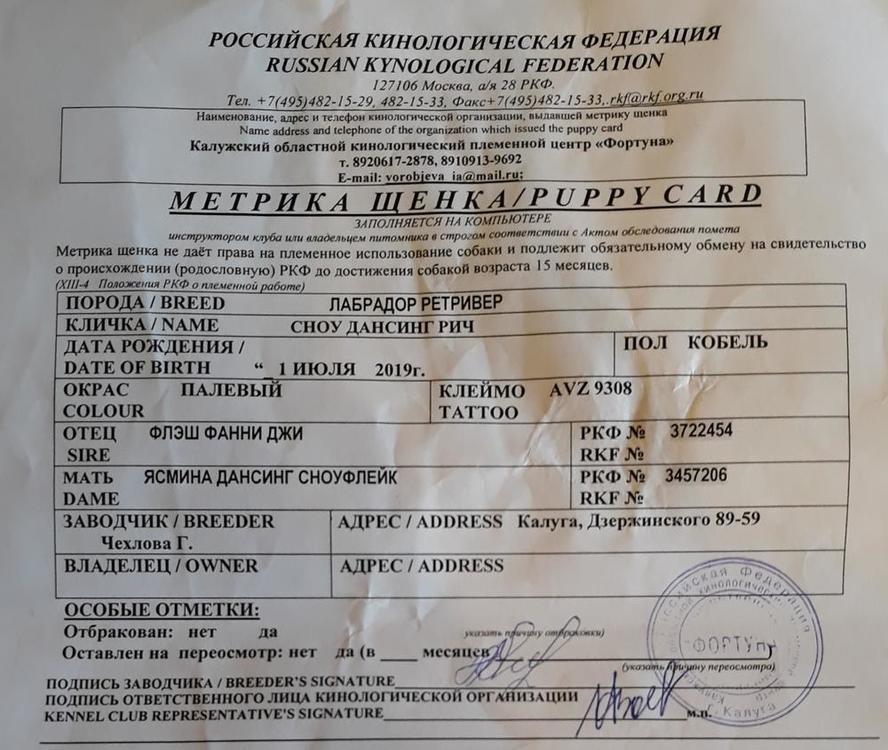 РОССИЙСКАЯ КИНОЛОГИЧЕСКАЯ ФЕДЕРАЦИЯ
RUSSIAN KYNOLOGICAL FEDERATION
127106 Москва, а/я 28 РКФ.
Тел. +7(495)482-15-29, 482-15-33, Факс+7(495)482-15-33,.rkf@rkf.org.ru
Наименование, адрес и телефон кинологической организации, выдавшей метрику щенка
Name address and telephone of the organization which issued the puppy card
Калужский областной кинологический племенной центр «Фортуна»
т. 8920617-2878, 8910913-9692
E-mail: vorobjeva_ia@mail.ru;
МЕТРИКА ЩЕНКА/PUPPY CARD
ЗАПОЛНЯЕТСЯ НА КОМПЬЮТЕРЕ
инструктором клуба или владельцем питомника в строгом соответствии с Актом обследования помета
Метрика щенка не даёт права на племенное использование собаки и подлежит обязательному обмену на свидетельство
о происхождении (родословную) РКФ до достижения собакой возраста 15 месяцев.
(XIII-4 Положения РКФ о племенной работе)
ПОРОДА / BREED ЛАБРАДОР РЕТРИВЕР
КЛИЧКА / NAME СНОУ ДАНСИНГ РИЧ
ДАТА РОЖДЕНИЯ / ПОЛ КОБЕЛЬ
DATE OF BIRTH “_ 1 ИЮЛЯ 2019г.
ОКРАС ПАЛЕВЫЙ КЛЕЙМО AVZ 9308
COLOUR TATTOO
ОТЕЦ ФЛЭШ ФАННИ ДЖИ РКФ № 3722454
SIRE RKF №
МАТЬ ЯСМИНА ДАНСИНГ СНОУФЛЕЙК РКФ № 3457206
DAME RKF №
ЗАВОДЧИК / BREEDER АДРЕС / ADDRESS Калуга, Дзержинского 89-59
Чехлова Г.
ВЛАДЕЛЕЦ / OWNER АДРЕС / ADDRESS
ОСОБЫЕ ОТМЕТКИ:
Отбракован: нет да
указать причину отбраковки)
Оставлен на пересмотр: нет да (в ____ месяцев
(указать причину пересмотра)
ПОДПИСЬ ЗАВОДЧИКА / BREEDER'S SIGNATURE
ПОДПИСЬ ОТВЕТСТВЕННОГО ЛИЦА КИНОЛОГИЧЕСКОЙ ОРГАНИЗАЦИИ
KENNEL CLUB REPRESENTATIVE'S SIGNATURE м.п.
Российская Федерация
"ФОРТУНА"
г. Калуга